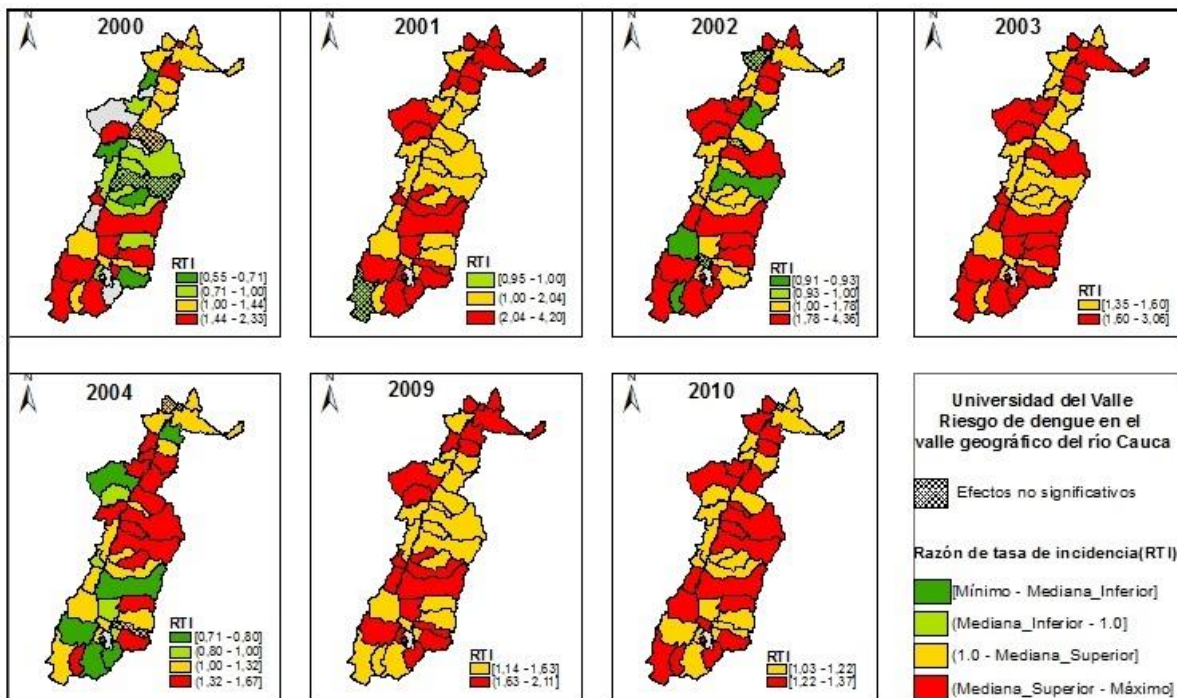 N
2000
RTI
[0,55 - 0,71]
(0,71 - 1,00]
(1,00 - 1,44]
(1,44 - 2,33]
N
2001
RTI
[0,95 - 1,00]
(1,00 - 2,04]
(2,04 - 4,20]
N
2002
RTI
[0,91 - 0,93]
(0,93 - 1,00]
(1,00 - 1,78]
(1,78 - 4,36]
N
2003
RTI
[1,35 - 1,60]
(1,60 - 3,06]
N
2004
RTI
[0,71 - 0,80]
(0,80 - 1,00]
(1,00 - 1,32]
(1,32 - 1,67]
N
2009
RTI
[1,14 - 1,63]
(1,63 - 2,11]
N
2010
RTI
[1,03 - 1,22]
(1,22 - 1,37]
Universidad del Valle
Riesgo de dengue en el
valle geográfico del río Cauca
Efectos no significativos
Razón de tasa de incidencia(RTI)
[Mínimo - Mediana_Inferior]
(Mediana_Inferior - 1.0]
(1.0 - Mediana_Superior]
(Mediana_Superior - Máximo]